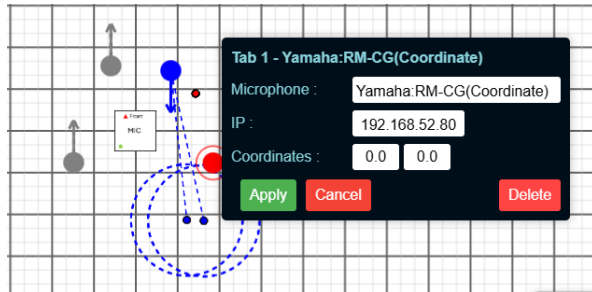 Tab 1 - Yamaha:RM-CG(Coordinate)
Microphone : Yamaha:RM-CG(Coordinate)
IP : 192.168.52.80
Coordinates : 0.0 0.0
Apply Cancel Delete
Front
MIC